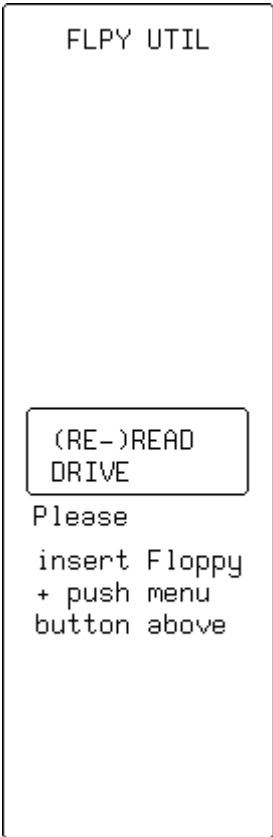 FLPY UTIL
(RE-)READ
DRIVE
Please
insert Floppy
+ push menu
button above